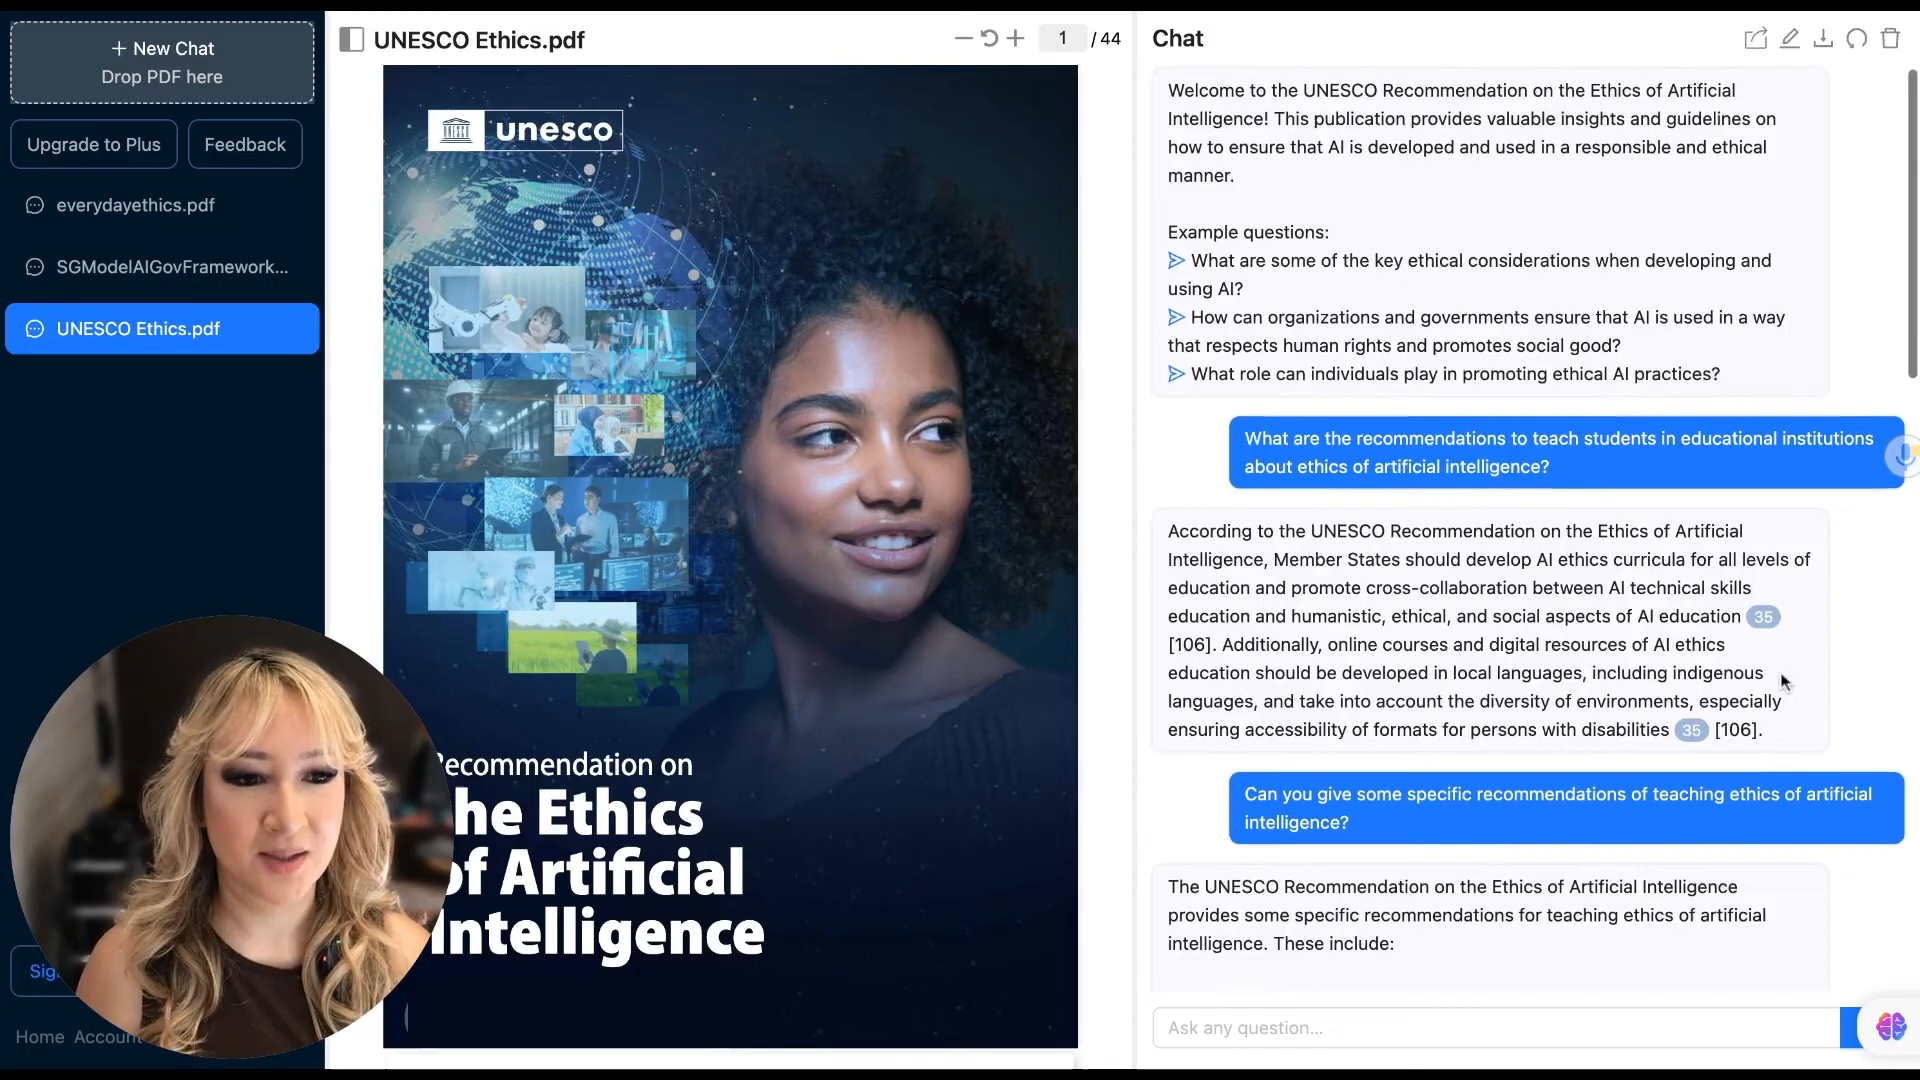 + New Chat
Drop PDF here
Upgrade to Plus
Feedback
everydayethics.pdf
SGModelAIGovFramework...
UNESCO Ethics.pdf
Home Account
UNESCO Ethics.pdf
1 / 44
unesco
Recommendation on
the Ethics
of Artificial
Intelligence
Chat
Welcome to the UNESCO Recommendation on the Ethics of Artificial
Intelligence! This publication provides valuable insights and guidelines on
how to ensure that AI is developed and used in a responsible and ethical
manner.
Example questions:
What are some of the key ethical considerations when developing and
using AI?
How can organizations and governments ensure that AI is used in a way
that respects human rights and promotes social good?
What role can individuals play in promoting ethical AI practices?
What are the recommendations to teach students in educational institutions
about ethics of artificial intelligence?
According to the UNESCO Recommendation on the Ethics of Artificial
Intelligence, Member States should develop AI ethics curricula for all levels of
education and promote cross-collaboration between AI technical skills
education and humanistic, ethical, and social aspects of AI education 35
[106]. Additionally, online courses and digital resources of AI ethics
education should be developed in local languages, including indigenous
languages, and take into account the diversity of environments, especially
ensuring accessibility of formats for persons with disabilities 35 [106].
Can you give some specific recommendations of teaching ethics of artificial
intelligence?
The UNESCO Recommendation on the Ethics of Artificial Intelligence
provides some specific recommendations for teaching ethics of artificial
intelligence. These include:
Ask any question...